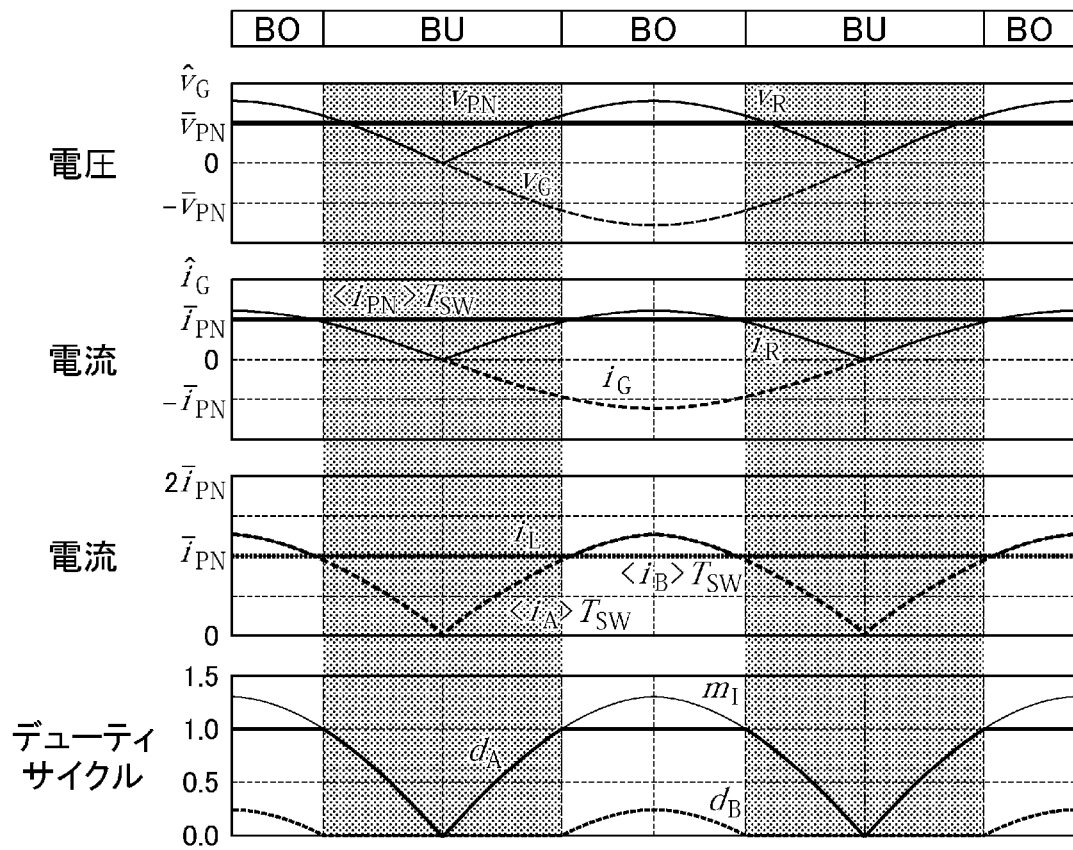 BO BU BO BU BO
v̂G
vPN vR
v̄PN
電圧
0
vG
-v̄PN
îG
<iPN>TSW
īPN
電流
0
iR
iG
-īPN
2īPN
iL
電流
īPN
<iB>TSW
<iA>TSW
0
1.5
mI
デューティ
サイクル
1.0
dA
0.5
dB
0.0